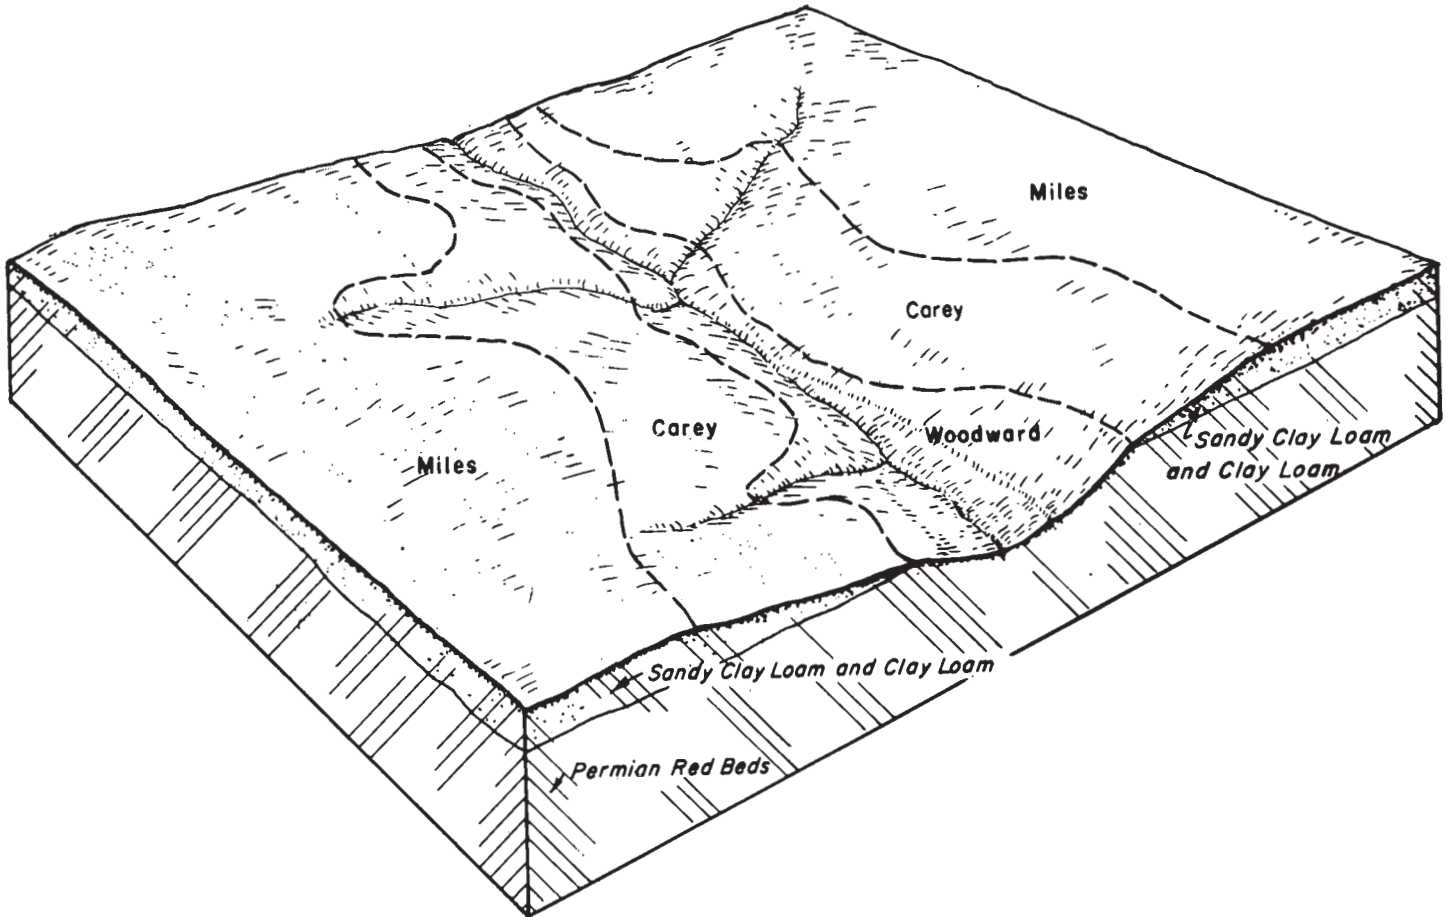 Miles
Carey
Carey
Woodward
Miles
Sandy Clay Loam
and Clay Loam
Sandy Clay Loam and Clay Loam
Permian Red Beds